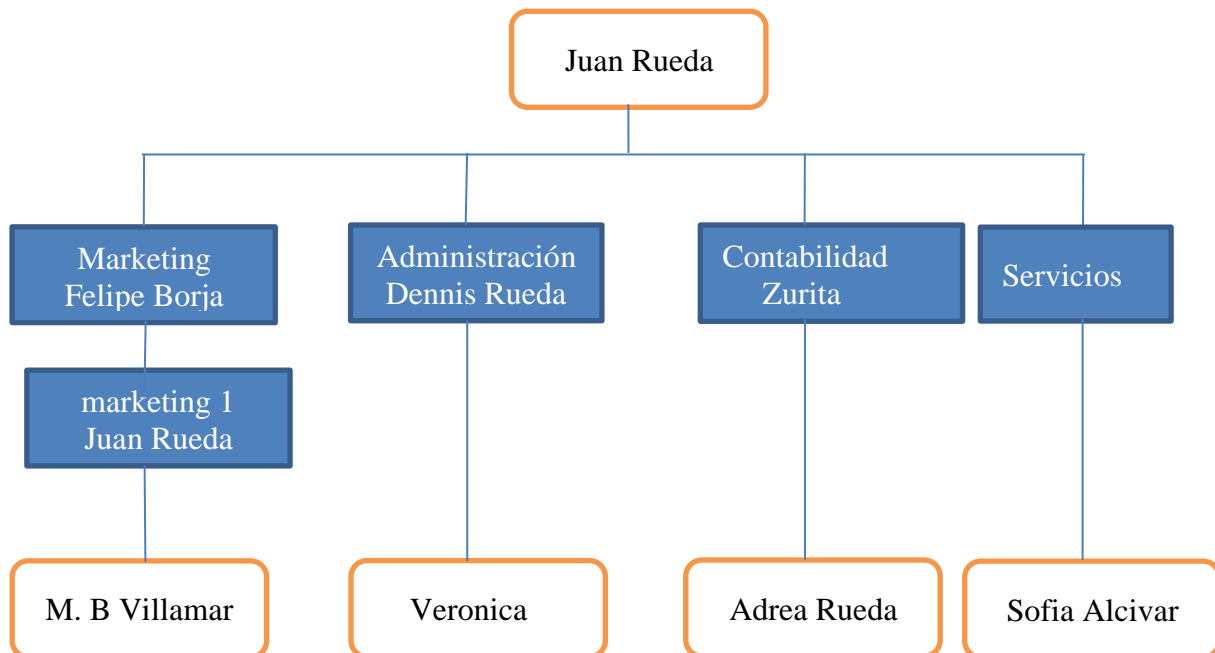 Juan Rueda
Marketing
Felipe Borja
Administración
Dennis Rueda
Contabilidad
Zurita
Servicios
marketing 1
Juan Rueda
M. B Villamar
Veronica
Adrea Rueda
Sofia Alcivar